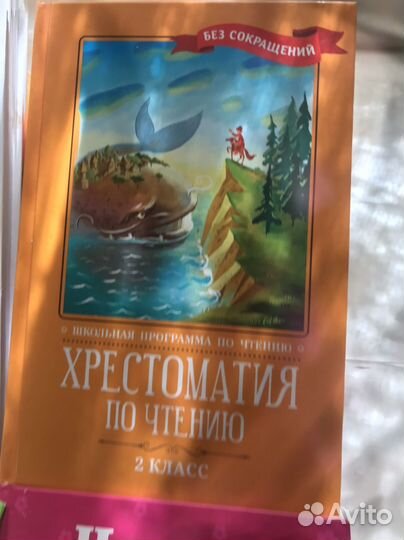 БЕЗ СОКРАЩЕНИЙ
ШКОЛЬНАЯ ПРОГРАММА ПО ЧТЕНИЮ
ХРЕСТОМАТИЯ
ПО ЧТЕНИЮ
2 КЛАСС
Avito